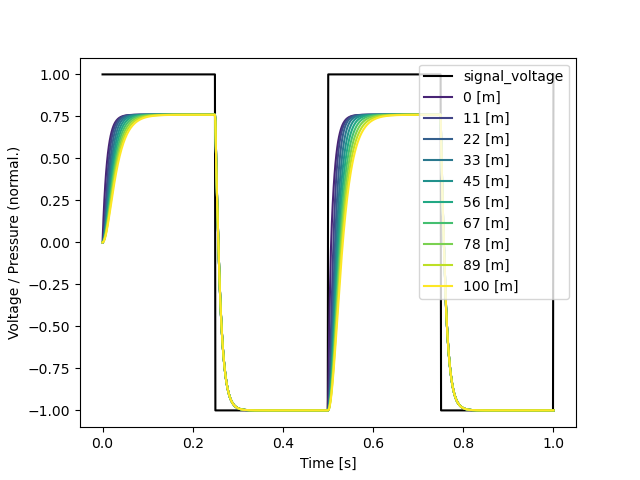 1.00
0.75
0.50
0.25
0.00
−0.25
−0.50
−0.75
−1.00
Voltage / Pressure (normal.)
signal_voltage
0 [m]
11 [m]
22 [m]
33 [m]
45 [m]
56 [m]
67 [m]
78 [m]
89 [m]
100 [m]
0.0 0.2 0.4 0.6 0.8 1.0
Time [s]